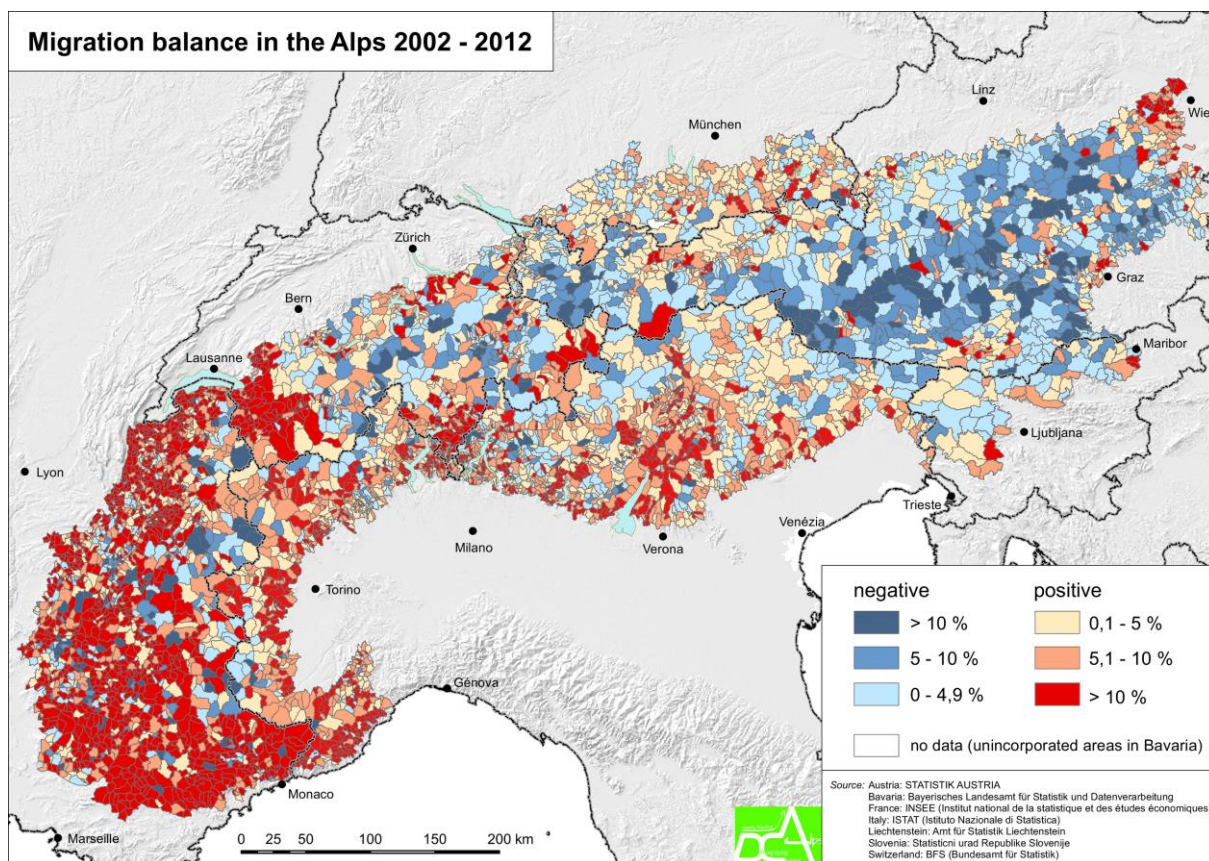 Migration balance in the Alps 2002 - 2012
Linz
Wie
München
Zürich
Graz
Bern
Maribor
Lausanne
Ljubljana
Lyon
Trieste
Milano
Verona
Venézia
Torino
Génova
Monaco
Marseille
0 25 50 100 150 200 km
negative positive
> 10 % 0,1 - 5 %
5 - 10 % 5,1 - 10 %
0 - 4,9 % > 10 %
no data (unincorporated areas in Bavaria)
Source: Austria: STATISTIK AUSTRIA
Bavaria: Bayerisches Landesamt für Statistik und Datenverarbeitung
France: INSEE (Institut national de la statistique et des études économiques)
Italy: ISTAT (Istituto Nazionale di Statistica)
Liechtenstein: Amt für Statistik Liechtenstein
Slovenia: Statisticni urad Republike Slovenije
Switzerland: BFS (Bundesamt für Statistik)
Alps